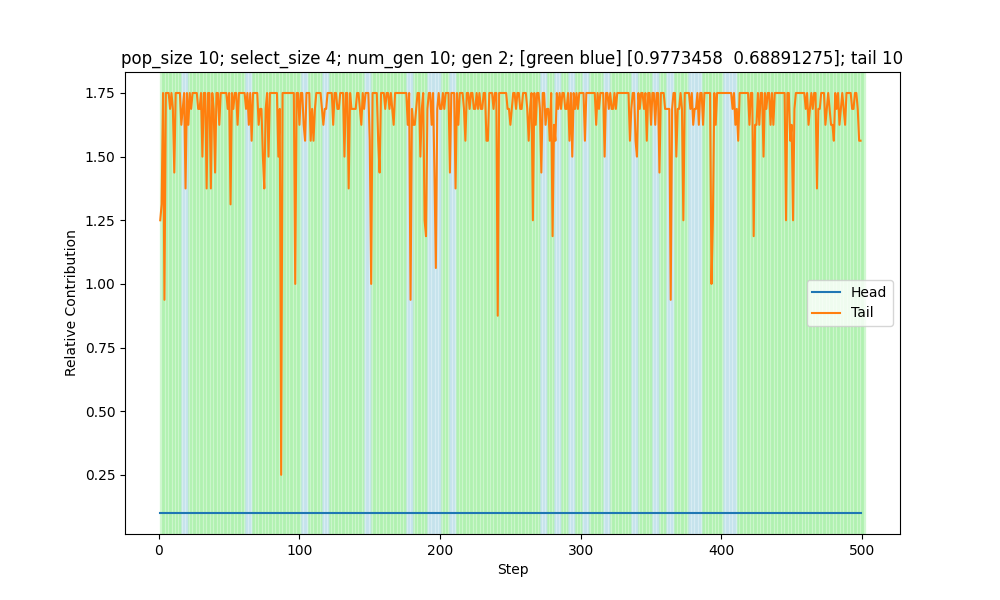 pop_size 10; select_size 4; num_gen 10; gen 2; [green blue] [0.9773458  0.68891275]; tail 10
1.75
1.50
1.25
1.00
0.75
0.50
0.25
Relative Contribution
Head
Tail
0 100 200 300 400 500
Step